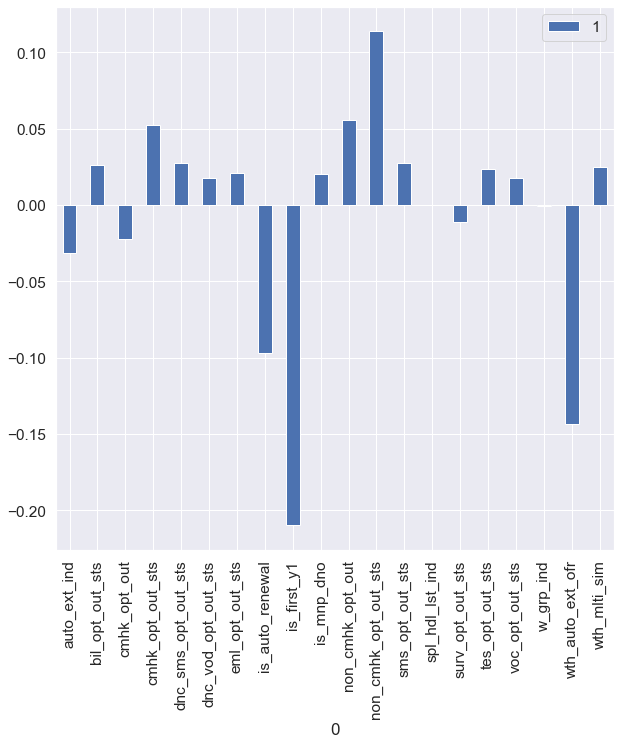 1
0.10
0.05
0.00
−0.05
−0.10
−0.15
−0.20
auto_ext_ind
bil_opt_out_sts
cmhk_opt_out
cmhk_opt_out_sts
dnc_sms_opt_out_sts
dnc_vod_opt_out_sts
eml_opt_out_sts
is_auto_renewal
is_first_y1
is_mnp_dno
non_cmhk_opt_out
non_cmhk_opt_out_sts
sms_opt_out_sts
spl_hdl_lst_ind
surv_opt_out_sts
tes_opt_out_sts
voc_opt_out_sts
w_grp_ind
wth_auto_ext_ofr
wth_mlti_sim
0